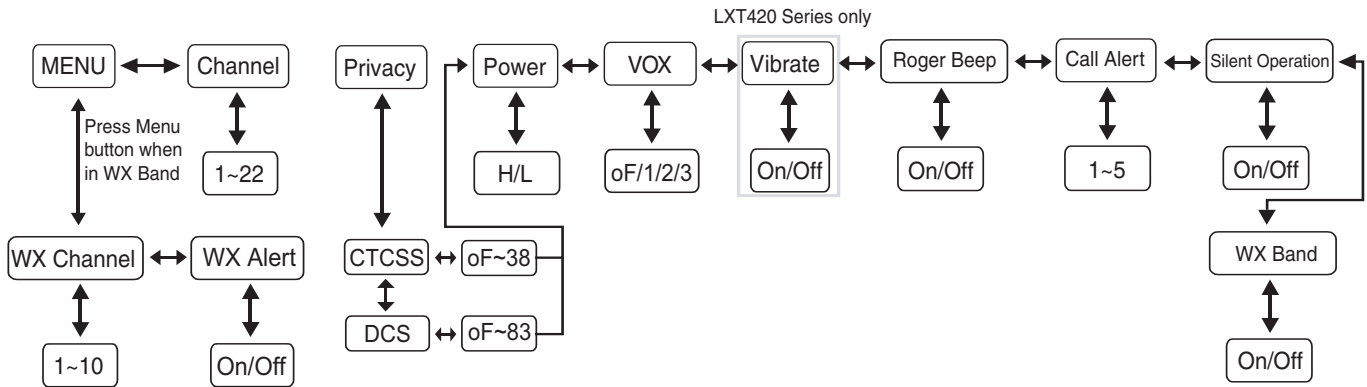 LXT420 Series only
MENU
Channel
Privacy
Power
VOX
Vibrate
Roger Beep
Call Alert
Silent Operation
Press Menu
button when
in WX Band
1~22
H/L
oF/1/2/3
On/Off
On/Off
1~5
On/Off
WX Channel
WX Alert
CTCSS
oF~38
WX Band
DCS
oF~83
1~10
On/Off
On/Off